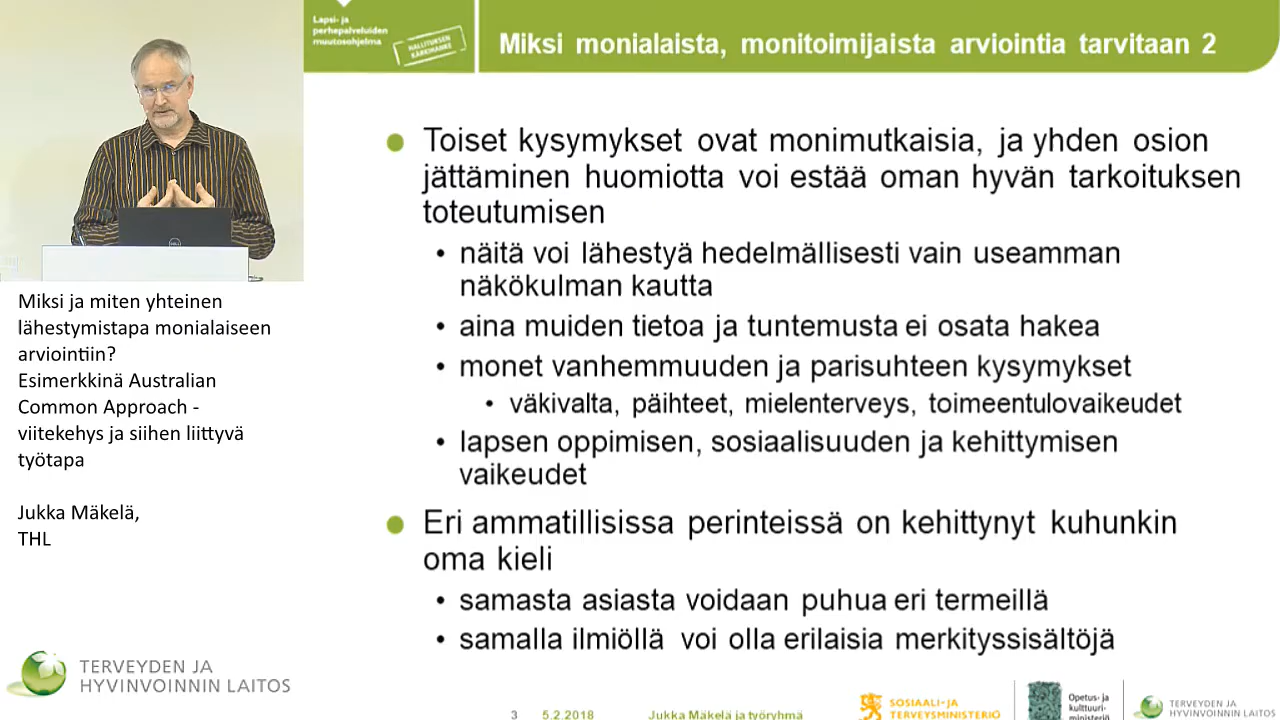 Lapsi- ja
perhepalveluiden
muutosohjelma
HALLITUKSEN
KÄRKIHANKE
Miksi monialaista, monitoimijaista arviointia tarvitaan 2
Toiset kysymykset ovat monimutkaisia, ja yhden osion
jättäminen huomiotta voi estää oman hyvän tarkoituksen
toteutumisen
• näitä voi lähestyä hedelmällisesti vain useamman
näkökulman kautta
• aina muiden tietoa ja tuntemusta ei osata hakea
• monet vanhemmuuden ja parisuhteen kysymykset
• väkivalta, päihteet, mielenterveys, toimeentulovaikeudet
• lapsen oppimisen, sosiaalisuuden ja kehittymisen
vaikeudet
Eri ammatillisissa perinteissä on kehittynyt kuhunkin
oma kieli
• samasta asiasta voidaan puhua eri termeillä
• samalla ilmiöllä voi olla erilaisia merkityssisältöjä
Miksi ja miten yhteinen
lähestymistapa monialaiseen
arviointiin?
Esimerkkinä Australian
Common Approach -
viitekehys ja siihen liittyvä
työtapa
Jukka Mäkelä,
THL
TERVEYDEN JA
HYVINVOINNIN LAITOS
3 5.2.2018 Jukka Mäkelä ja työryhmä
SOSIAALI- JA
TERVEYSMINISTERIÖ
Opetus- ja
kulttuuri-
ministeriö
TERVEYDEN JA
HYVINVOINNIN LAITOS
DELL